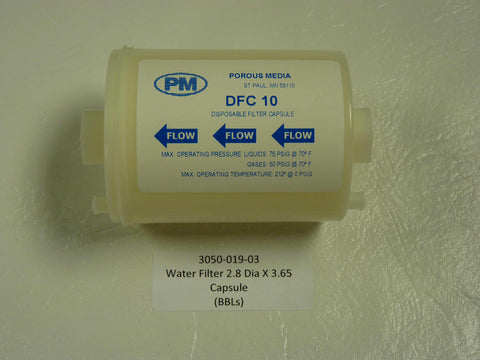 PM
POROUS MEDIA
ST. PAUL, MN 55110
DFC 10
DISPOSABLE FILTER CAPSULE
FLOW FLOW FLOW
MAX. OPERATING PRESSURE: LIQUIDS: 75 PSIG @ 70° F
GASES: 50 PSIG @ 70° F
MAX. OPERATING TEMPERATURE: 212° @ 0 PSIG
3050-019-03
Water Filter 2.8 Dia X 3.65
Capsule
(BBLs)